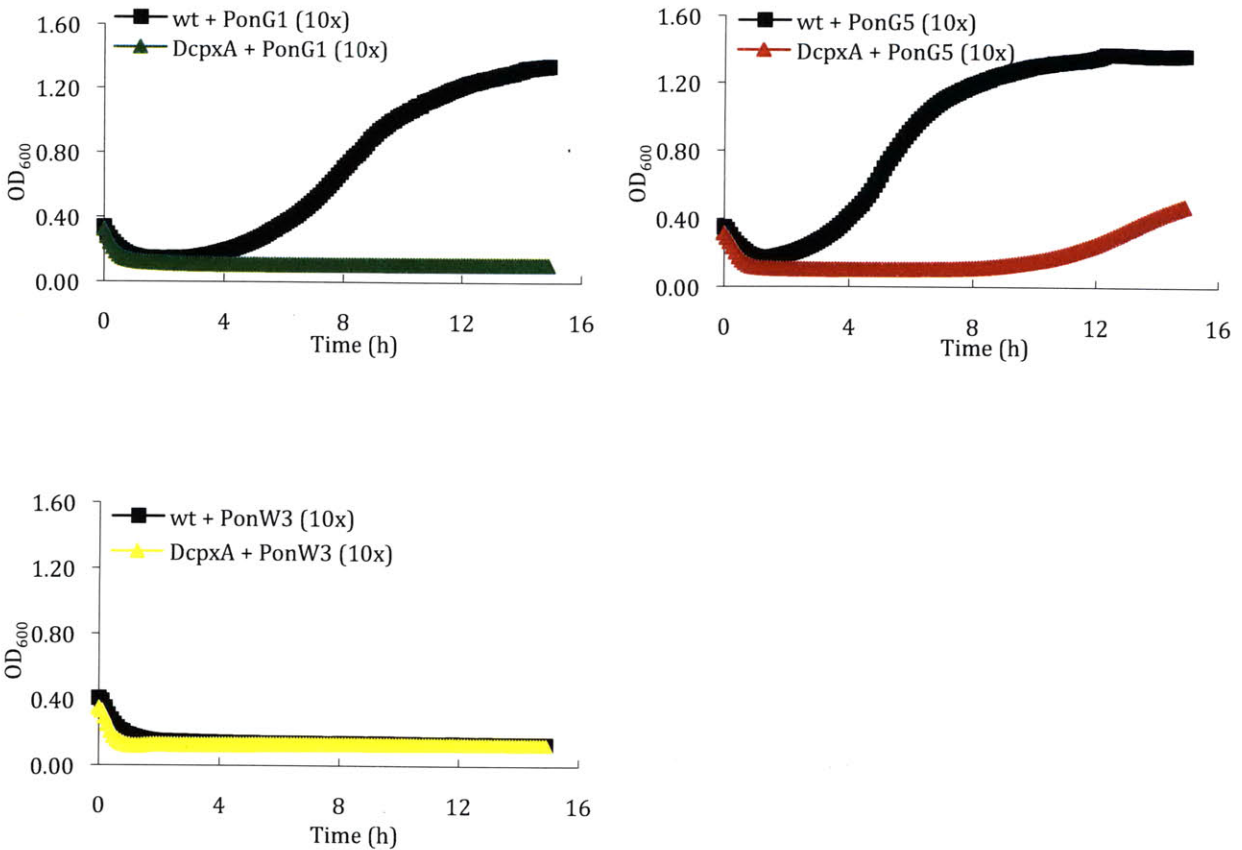 1.60
wt + PonG1 (10x)
DcpxA + PonG1 (10x)
1.20
0.80
0.40
0.00
OD600
0
4
8
12
16
Time (h)
1.60
wt + PonG5 (10x)
DcpxA + PonG5 (10x)
1.20
0.80
0.40
0.00
OD600
0
4
8
12
16
Time (h)
1.60
wt + PonW3 (10x)
DcpxA + PonW3 (10x)
1.20
0.80
0.40
0.00
OD600
0
4
8
12
16
Time (h)